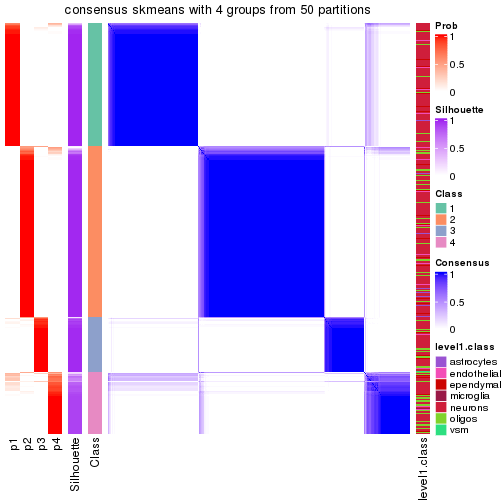 consensus skmeans with 4 groups from 50 partitions
Prob
1
0.5
0
Silhouette
1
0.5
0
Class
1
2
3
4
Consensus
1
0.5
0
level1.class
astrocytes
endothelial
ependymal
microglia
neurons
oligos
vsm
p1
p2
p3
p4
Silhouette
Class
level1.class